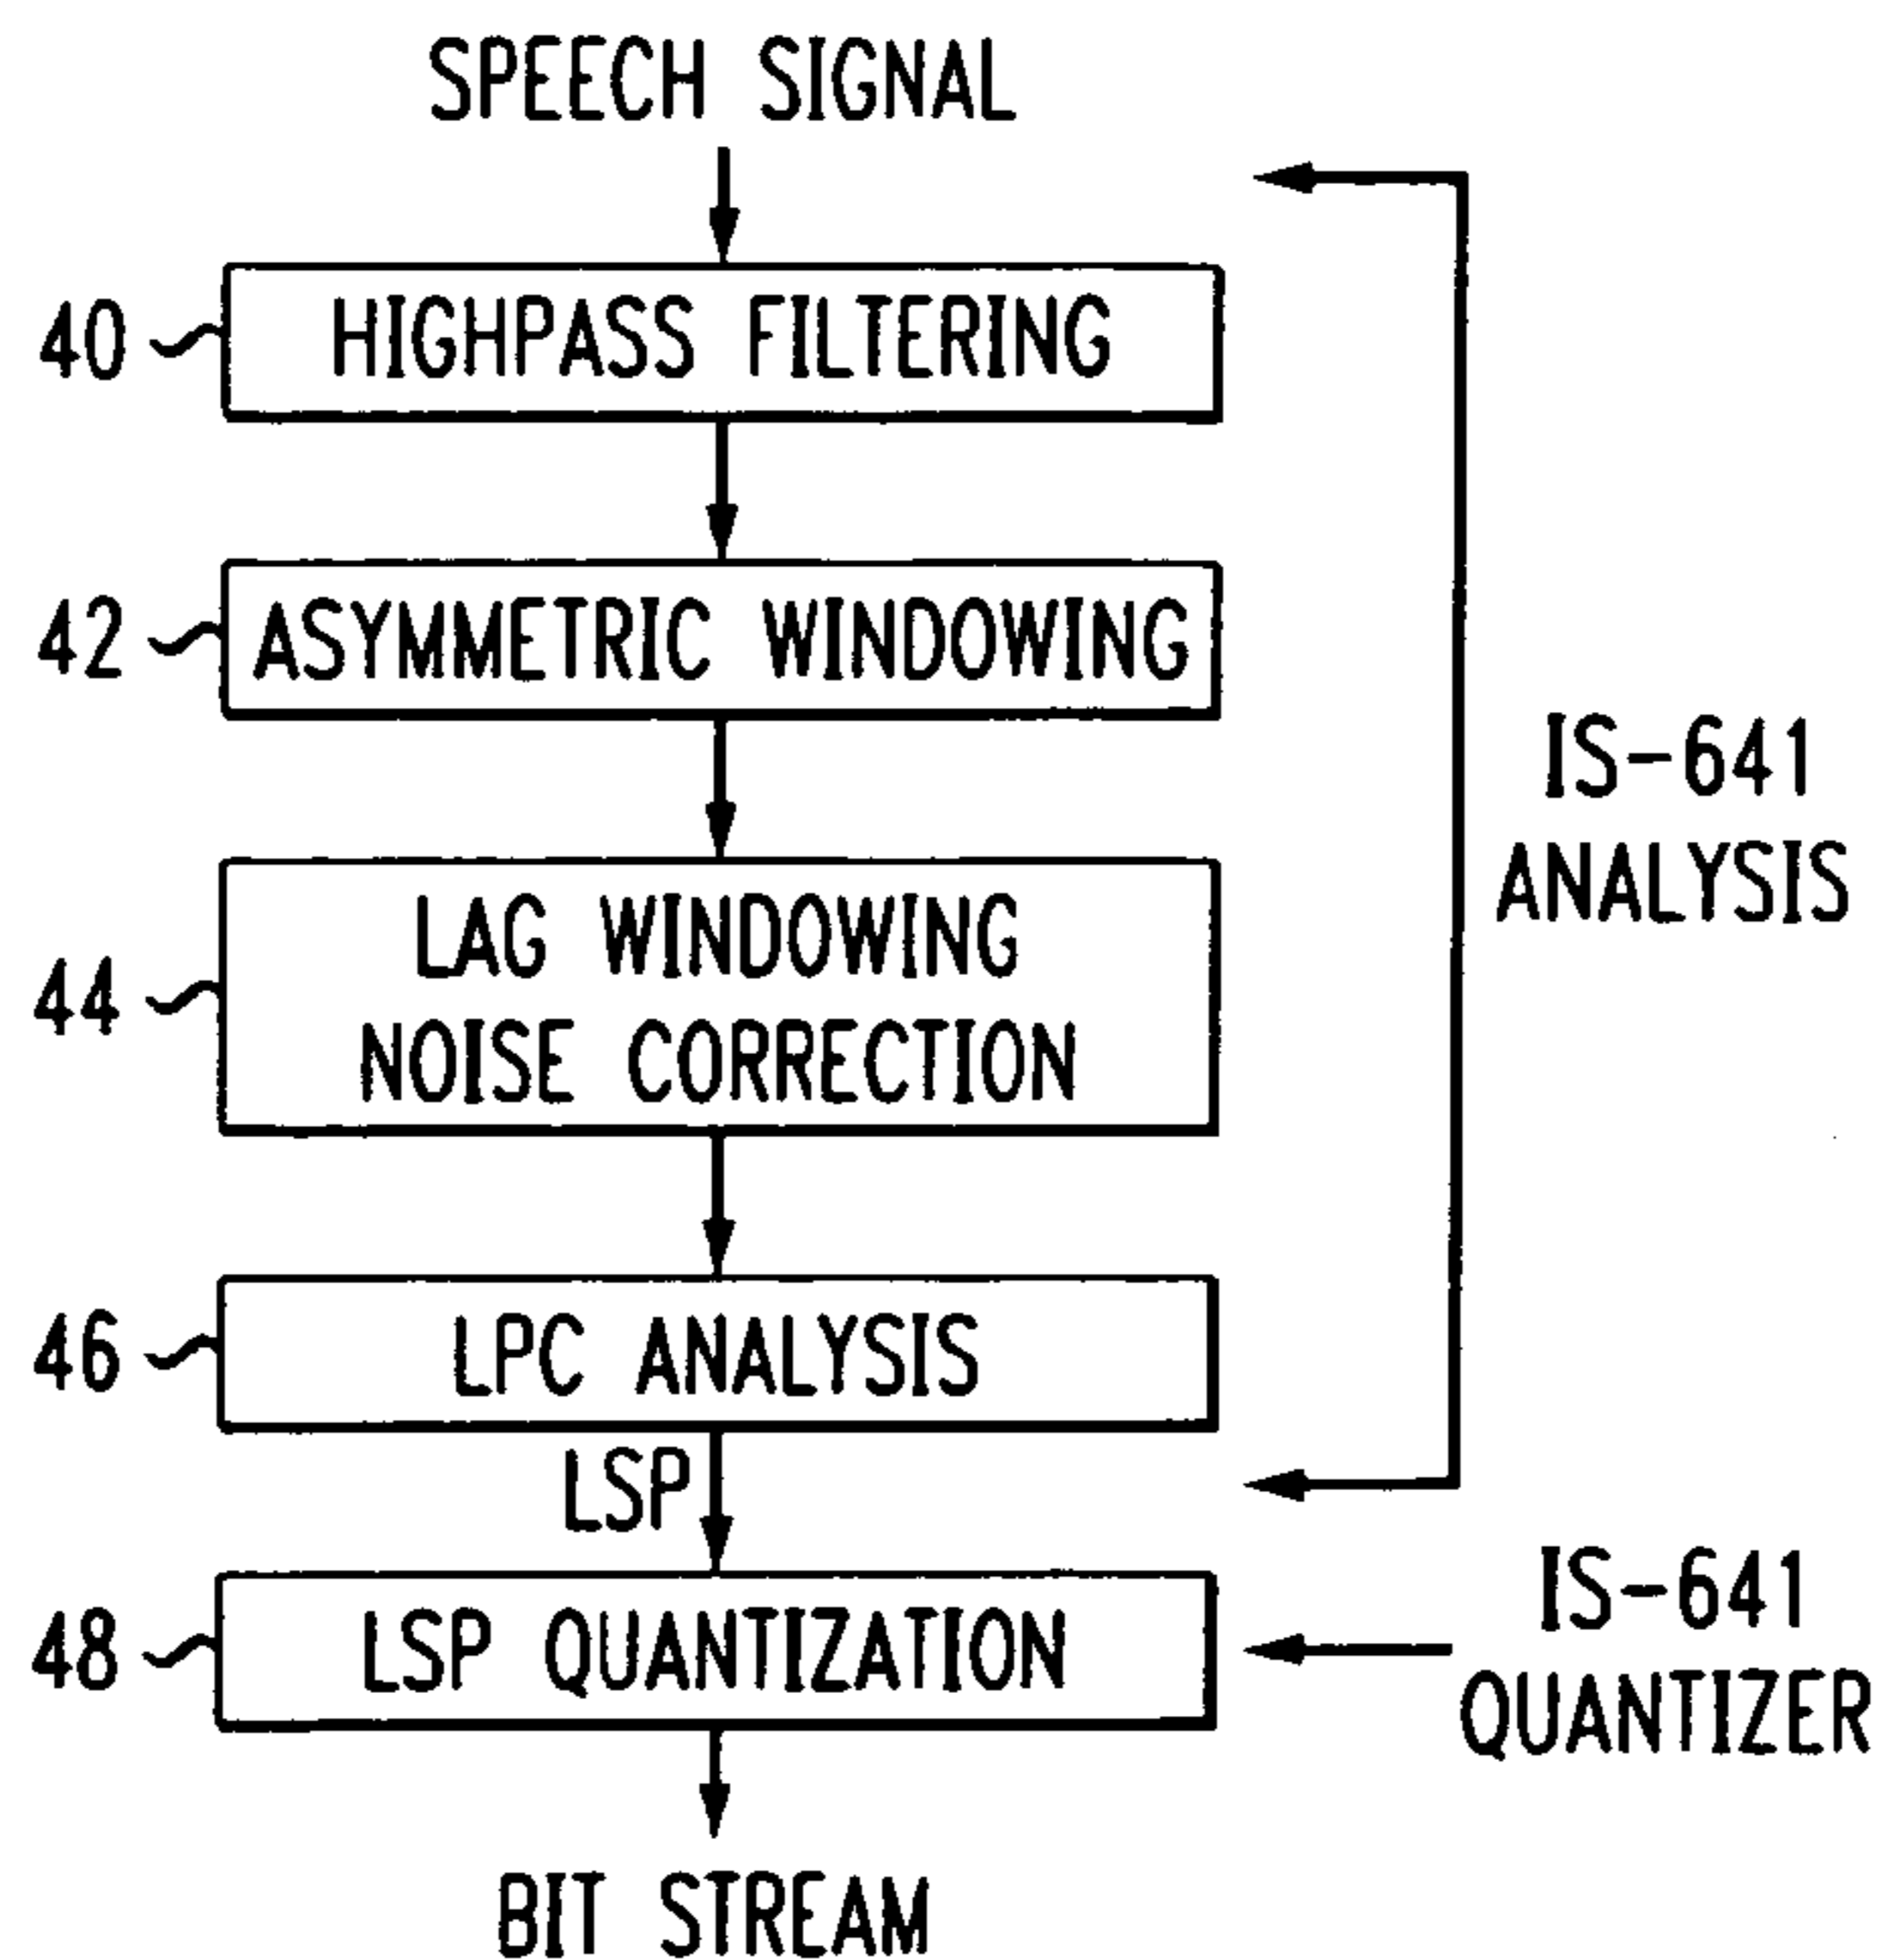 SPEECH SIGNAL
40
HIGHPASS FILTERING
42
ASYMMETRIC WINDOWING
IS-641
ANALYSIS
44
LAG WINDOWING
NOISE CORRECTION
46
LPC ANALYSIS
LSP
48
LSP QUANTIZATION
IS-641
QUANTIZER
BIT STREAM